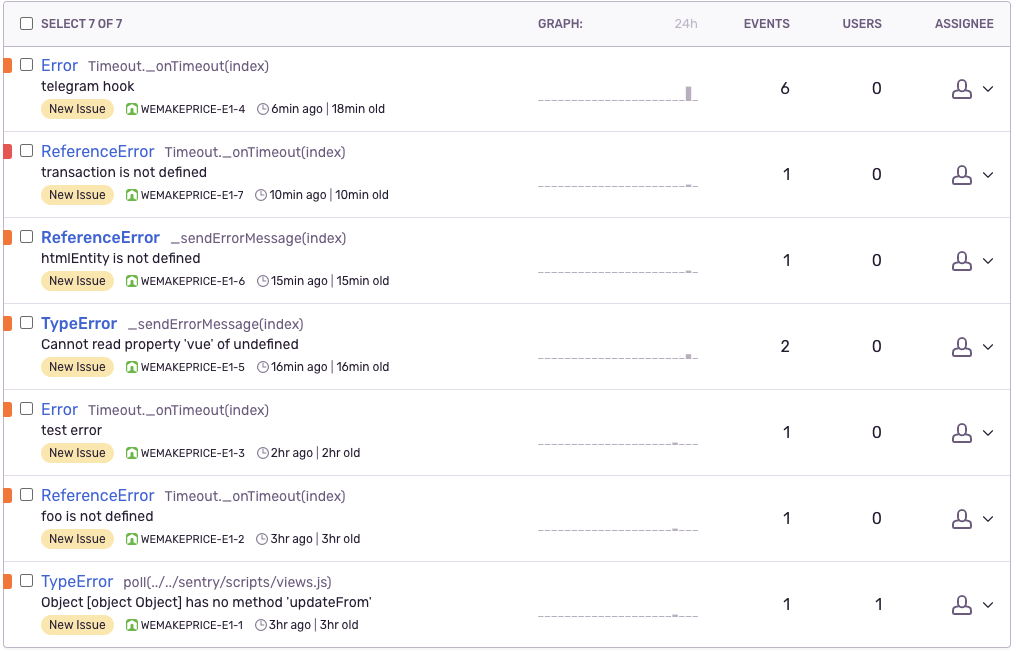 SELECT 7 OF 7 GRAPH: 24h EVENTS USERS ASSIGNEE
Error Timeout._onTimeout(index)
telegram hook
6 0
New Issue WEMAKEPRICE-E1-4 6min ago | 18min old
ReferenceError Timeout._onTimeout(index)
transaction is not defined
1 0
New Issue WEMAKEPRICE-E1-7 10min ago | 10min old
ReferenceError _sendErrorMessage(index)
htmlEntity is not defined
1 0
New Issue WEMAKEPRICE-E1-6 15min ago | 15min old
TypeError _sendErrorMessage(index)
Cannot read property 'vue' of undefined
2 0
New Issue WEMAKEPRICE-E1-5 16min ago | 16min old
Error Timeout._onTimeout(index)
test error
1 0
New Issue WEMAKEPRICE-E1-3 2hr ago | 2hr old
ReferenceError Timeout._onTimeout(index)
foo is not defined
1 0
New Issue WEMAKEPRICE-E1-2 3hr ago | 3hr old
TypeError poll(../../sentry/scripts/views.js)
Object [object Object] has no method 'updateFrom'
1 1
New Issue WEMAKEPRICE-E1-1 3hr ago | 3hr old